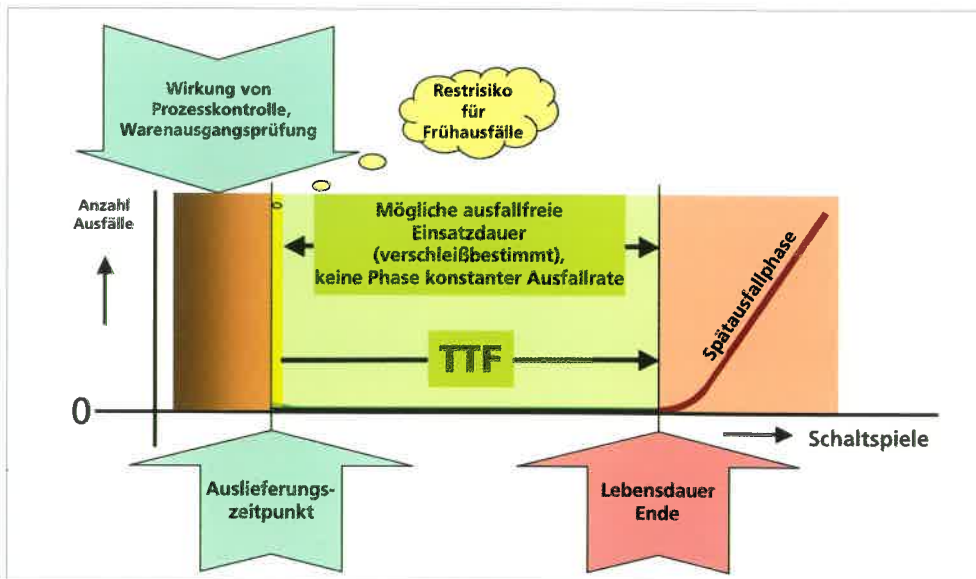 Wirkung von
Prozesskontrolle,
Warenausgangsprüfung
Restrisiko
für
Frühausfälle
Anzahl
Ausfälle
Mögliche ausfallfreie
Einsatzdauer
(verschleißbestimmt),
keine Phase konstanter Ausfallrate
Spätausfallphase
TTF
0
Schaltspiele
Auslieferungs-
zeitpunkt
Lebensdauer
Ende